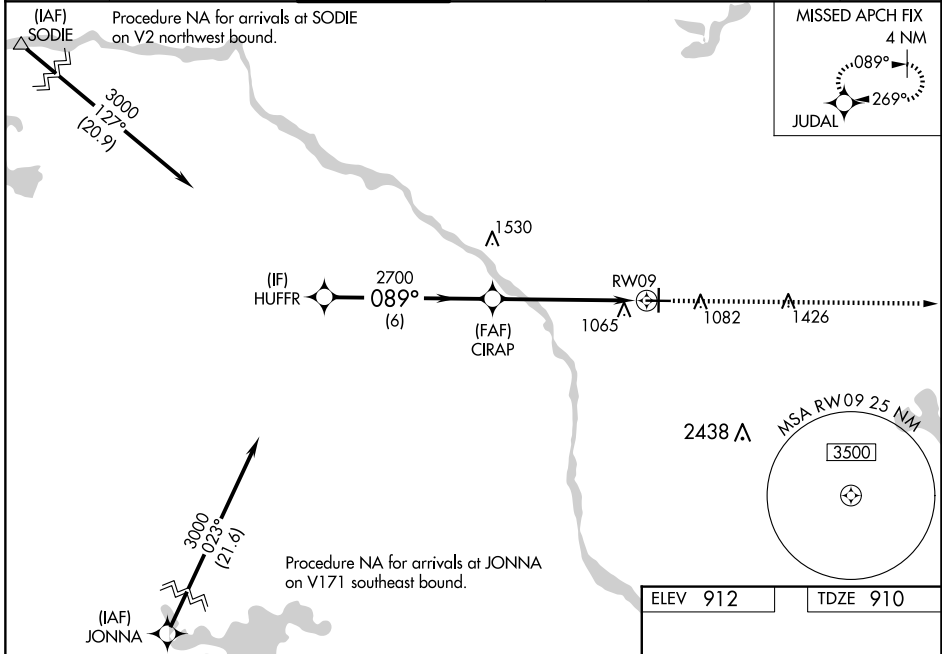 (IAF)
SODIE
Procedure NA for arrivals at SODIE
on V2 northwest bound.
3000
127°
(20.9)
MISSED APCH FIX
4 NM
089°
269°
JUDAL
1530
(IF)
HUFFR
2700
089°
(6)
(FAF)
CIRAP
RW09
1065
1082
1426
2438
MSA RW09 25 NM
3500
3000
023°
(21.6)
Procedure NA for arrivals at JONNA
on V171 southeast bound.
(IAF)
JONNA
ELEV 912
TDZE 910